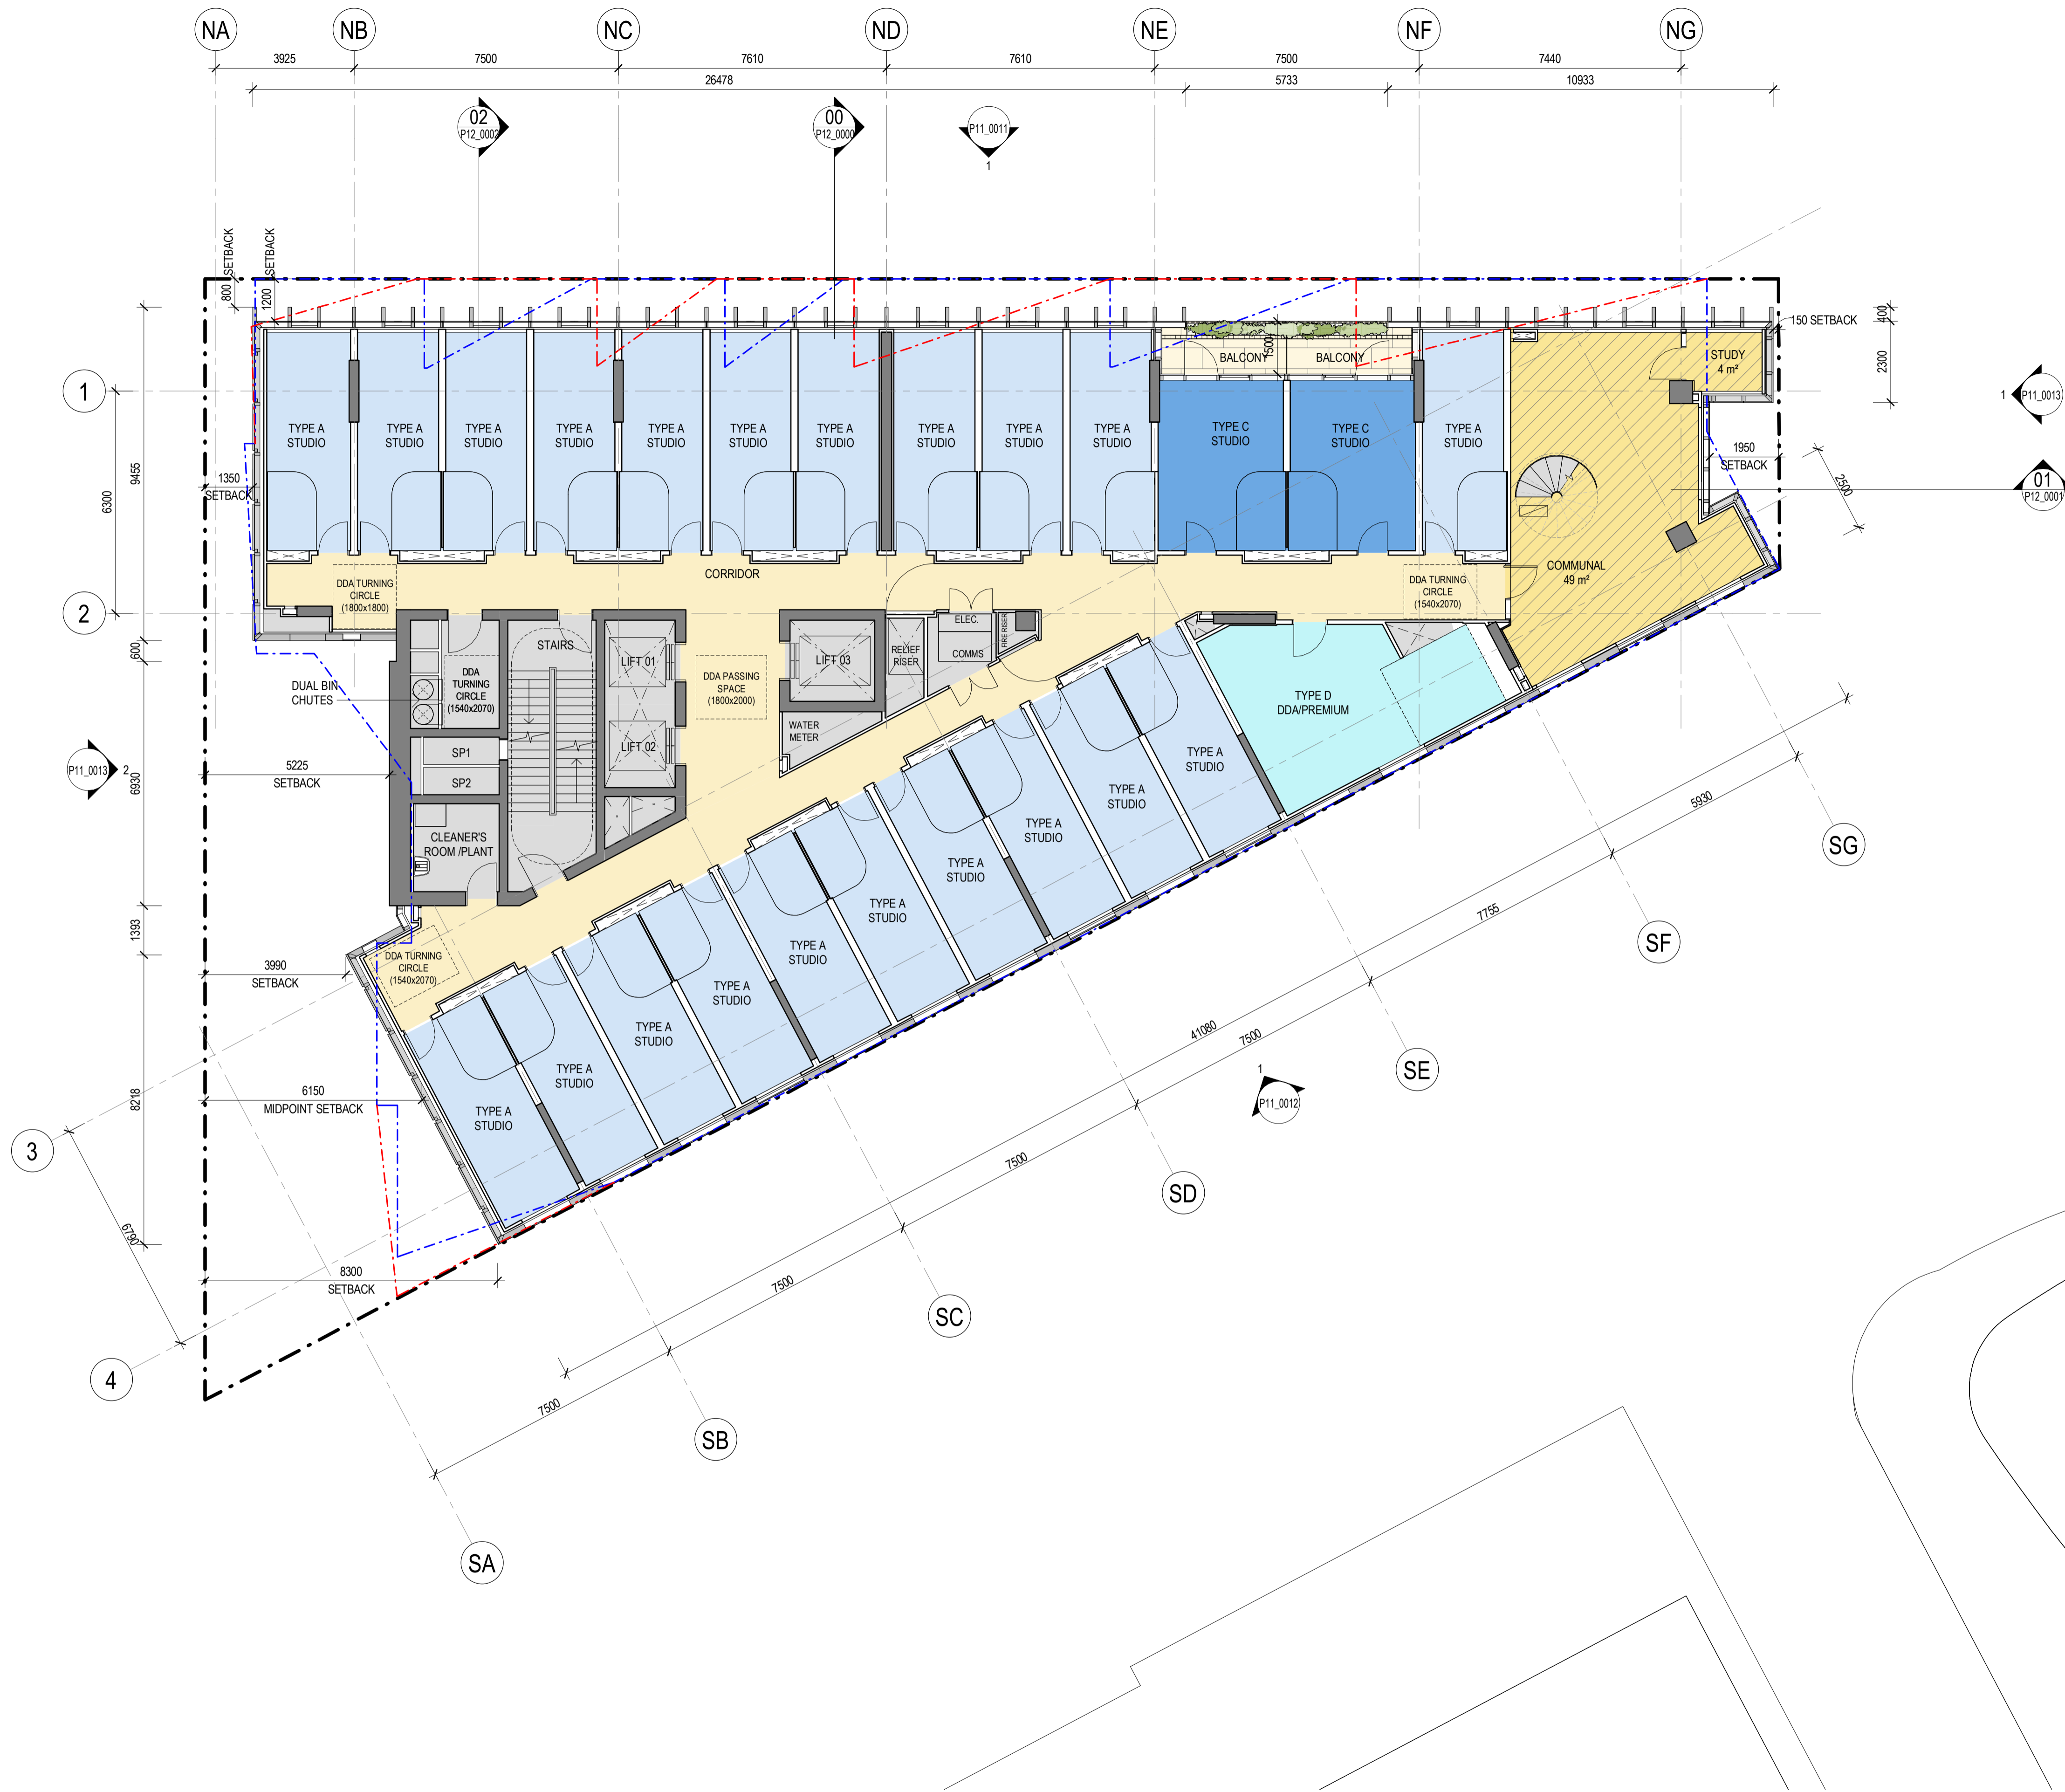 NA
NB
NC
ND
NE
NF
NG
3925
7500
7610
7610
7500
7440
26478
5733
10933
02
P12_0002
00
P12_0000
P11_0011
1
800 SETBACK
1200 SETBACK
400
150 SETBACK
2300
1500
BALCONY
BALCONY
STUDY
4 m²
1
9455
6300
1
P11_0013
TYPE A
STUDIO
TYPE A
STUDIO
TYPE A
STUDIO
TYPE A
STUDIO
TYPE A
STUDIO
TYPE A
STUDIO
TYPE A
STUDIO
TYPE A
STUDIO
TYPE A
STUDIO
TYPE A
STUDIO
TYPE C
STUDIO
TYPE C
STUDIO
TYPE A
STUDIO
1950
SETBACK
2500
01
P12_0001
1350
SETBACK
CORRIDOR
COMMUNAL
49 m²
DDA TURNING
CIRCLE
(1800x1800)
DDA TURNING
CIRCLE
(1540x2070)
2
600
STAIRS
ELEC.
FIRE RISER
COMMS
RELIEF
RISER
LIFT 01
LIFT 03
DDA
TURNING
CIRCLE
(1540x2070)
DDA PASSING
SPACE
(1800x2000)
DUAL BIN
CHUTES
WATER
METER
LIFT 02
SP1
SP2
TYPE D
DDA/PREMIUM
P11_0013
2
5225
SETBACK
6930
CLEANER'S
ROOM /PLANT
TYPE A
STUDIO
TYPE A
STUDIO
TYPE A
STUDIO
TYPE A
STUDIO
TYPE A
STUDIO
TYPE A
STUDIO
TYPE A
STUDIO
TYPE A
STUDIO
TYPE A
STUDIO
TYPE A
STUDIO
1393
3990
SETBACK
DDA TURNING
CIRCLE
(1540x2070)
6150
MIDPOINT SETBACK
8218
8300
SETBACK
3
6790
4
SG
5930
SF
7755
41080
7500
SE
1
P11_0012
7500
SD
7500
SC
7500
SB
SA